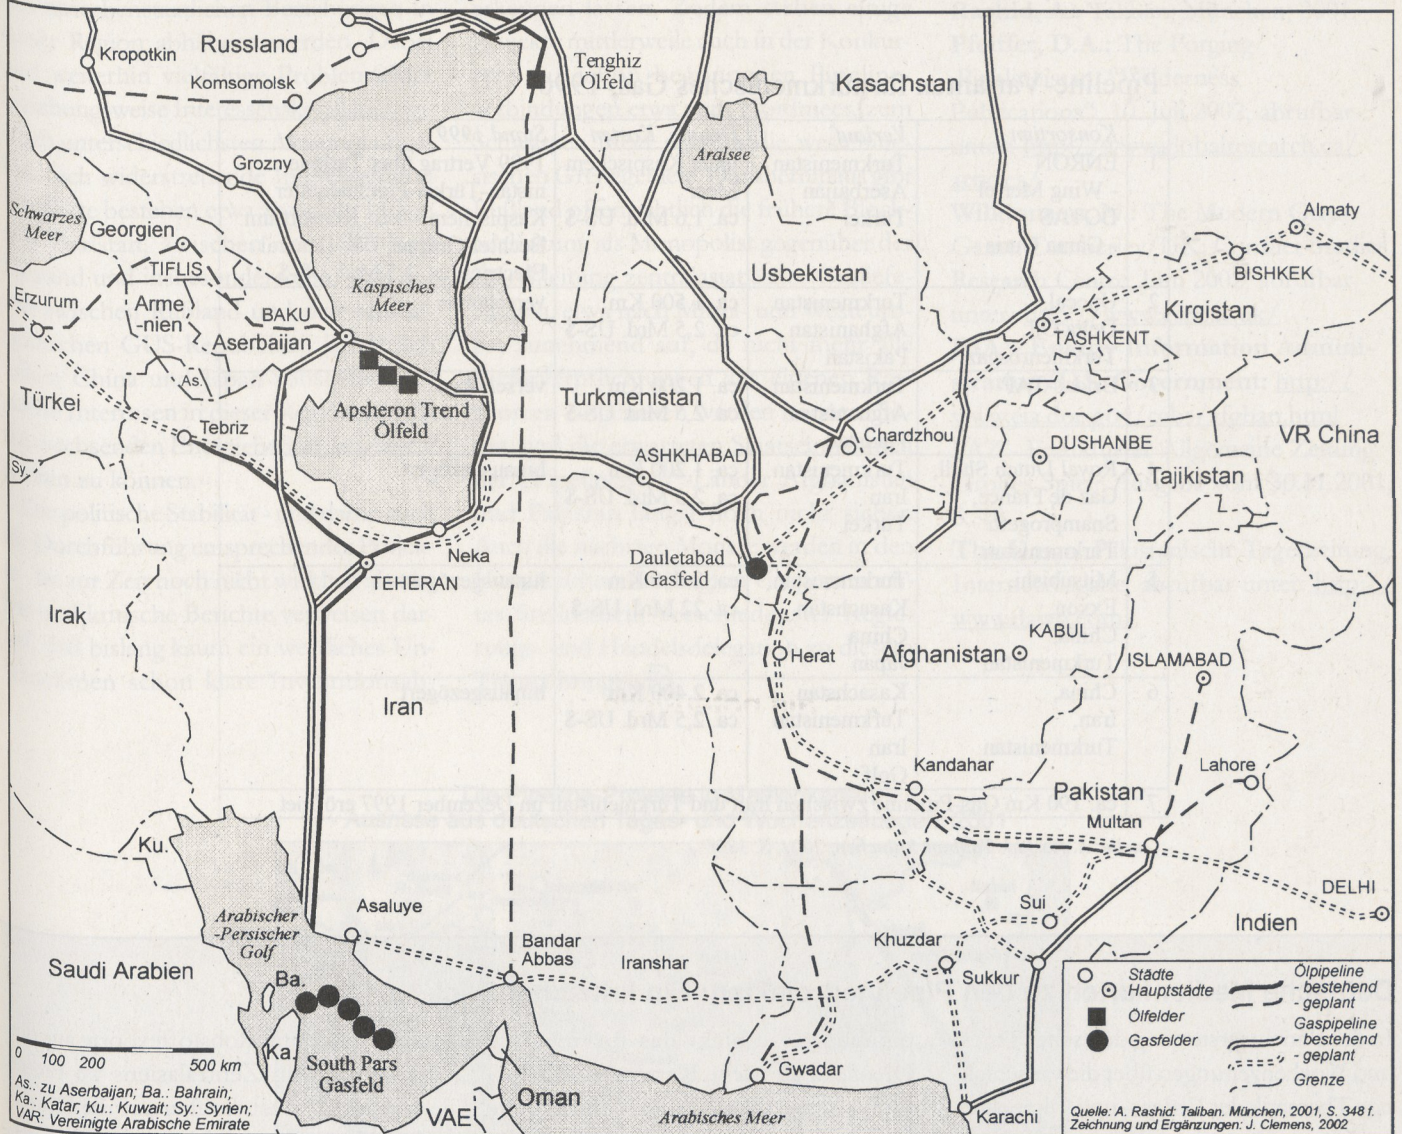 Kropotkin
Russland
Komsomolsk
Tenghiz
Ölfeld
Kasachstan
Aralsee
Grozny
Schwarzes
Meer
Georgien
TIFLIS
Almaty
BISHKEK
Usbekistan
Kaspisches
Meer
Erzurum
Arme
-nien
BAKU
Aserbaijan
Kirgistan
TASHKENT
As.
Türkei
Apsheron Trend
Ölfeld
Turkmenistan
Tebriz
Chardzhou
DUSHANBE
VR China
ASHKHABAD
Sy.
Tajikistan
Neka
Dauletabad
Gasfeld
TEHERAN
Irak
KABUL
Herat
Afghanistan
ISLAMABAD
Iran
Kandahar
Lahore
Pakistan
Multan
Ku.
DELHI
Asaluye
Sui
Arabischer
-Persischer
Golf
Indien
Bandar
Abbas
Khuzdar
Iranshar
Sukkur
Saudi Arabien
Ba.
Ka.
South Pars
Gasfeld
Gwadar
VAE
Oman
Arabisches Meer
Karachi
0 100 200 500 km
As.: zu Aserbaijan; Ba.: Bahrain;
Ka.: Katar; Ku.: Kuwait; Sy.: Syrien;
VAR: Vereinigte Arabische Emirate
Städte
Hauptstädte
Ölfelder
Gasfelder
Ölpipeline
- bestehend
- geplant
Gaspipeline
- bestehend
- geplant
Grenze
Quelle: A. Rashid: Taliban. München, 2001, S. 348 f.
Zeichnung und Ergänzungen: J. Clemens, 2002